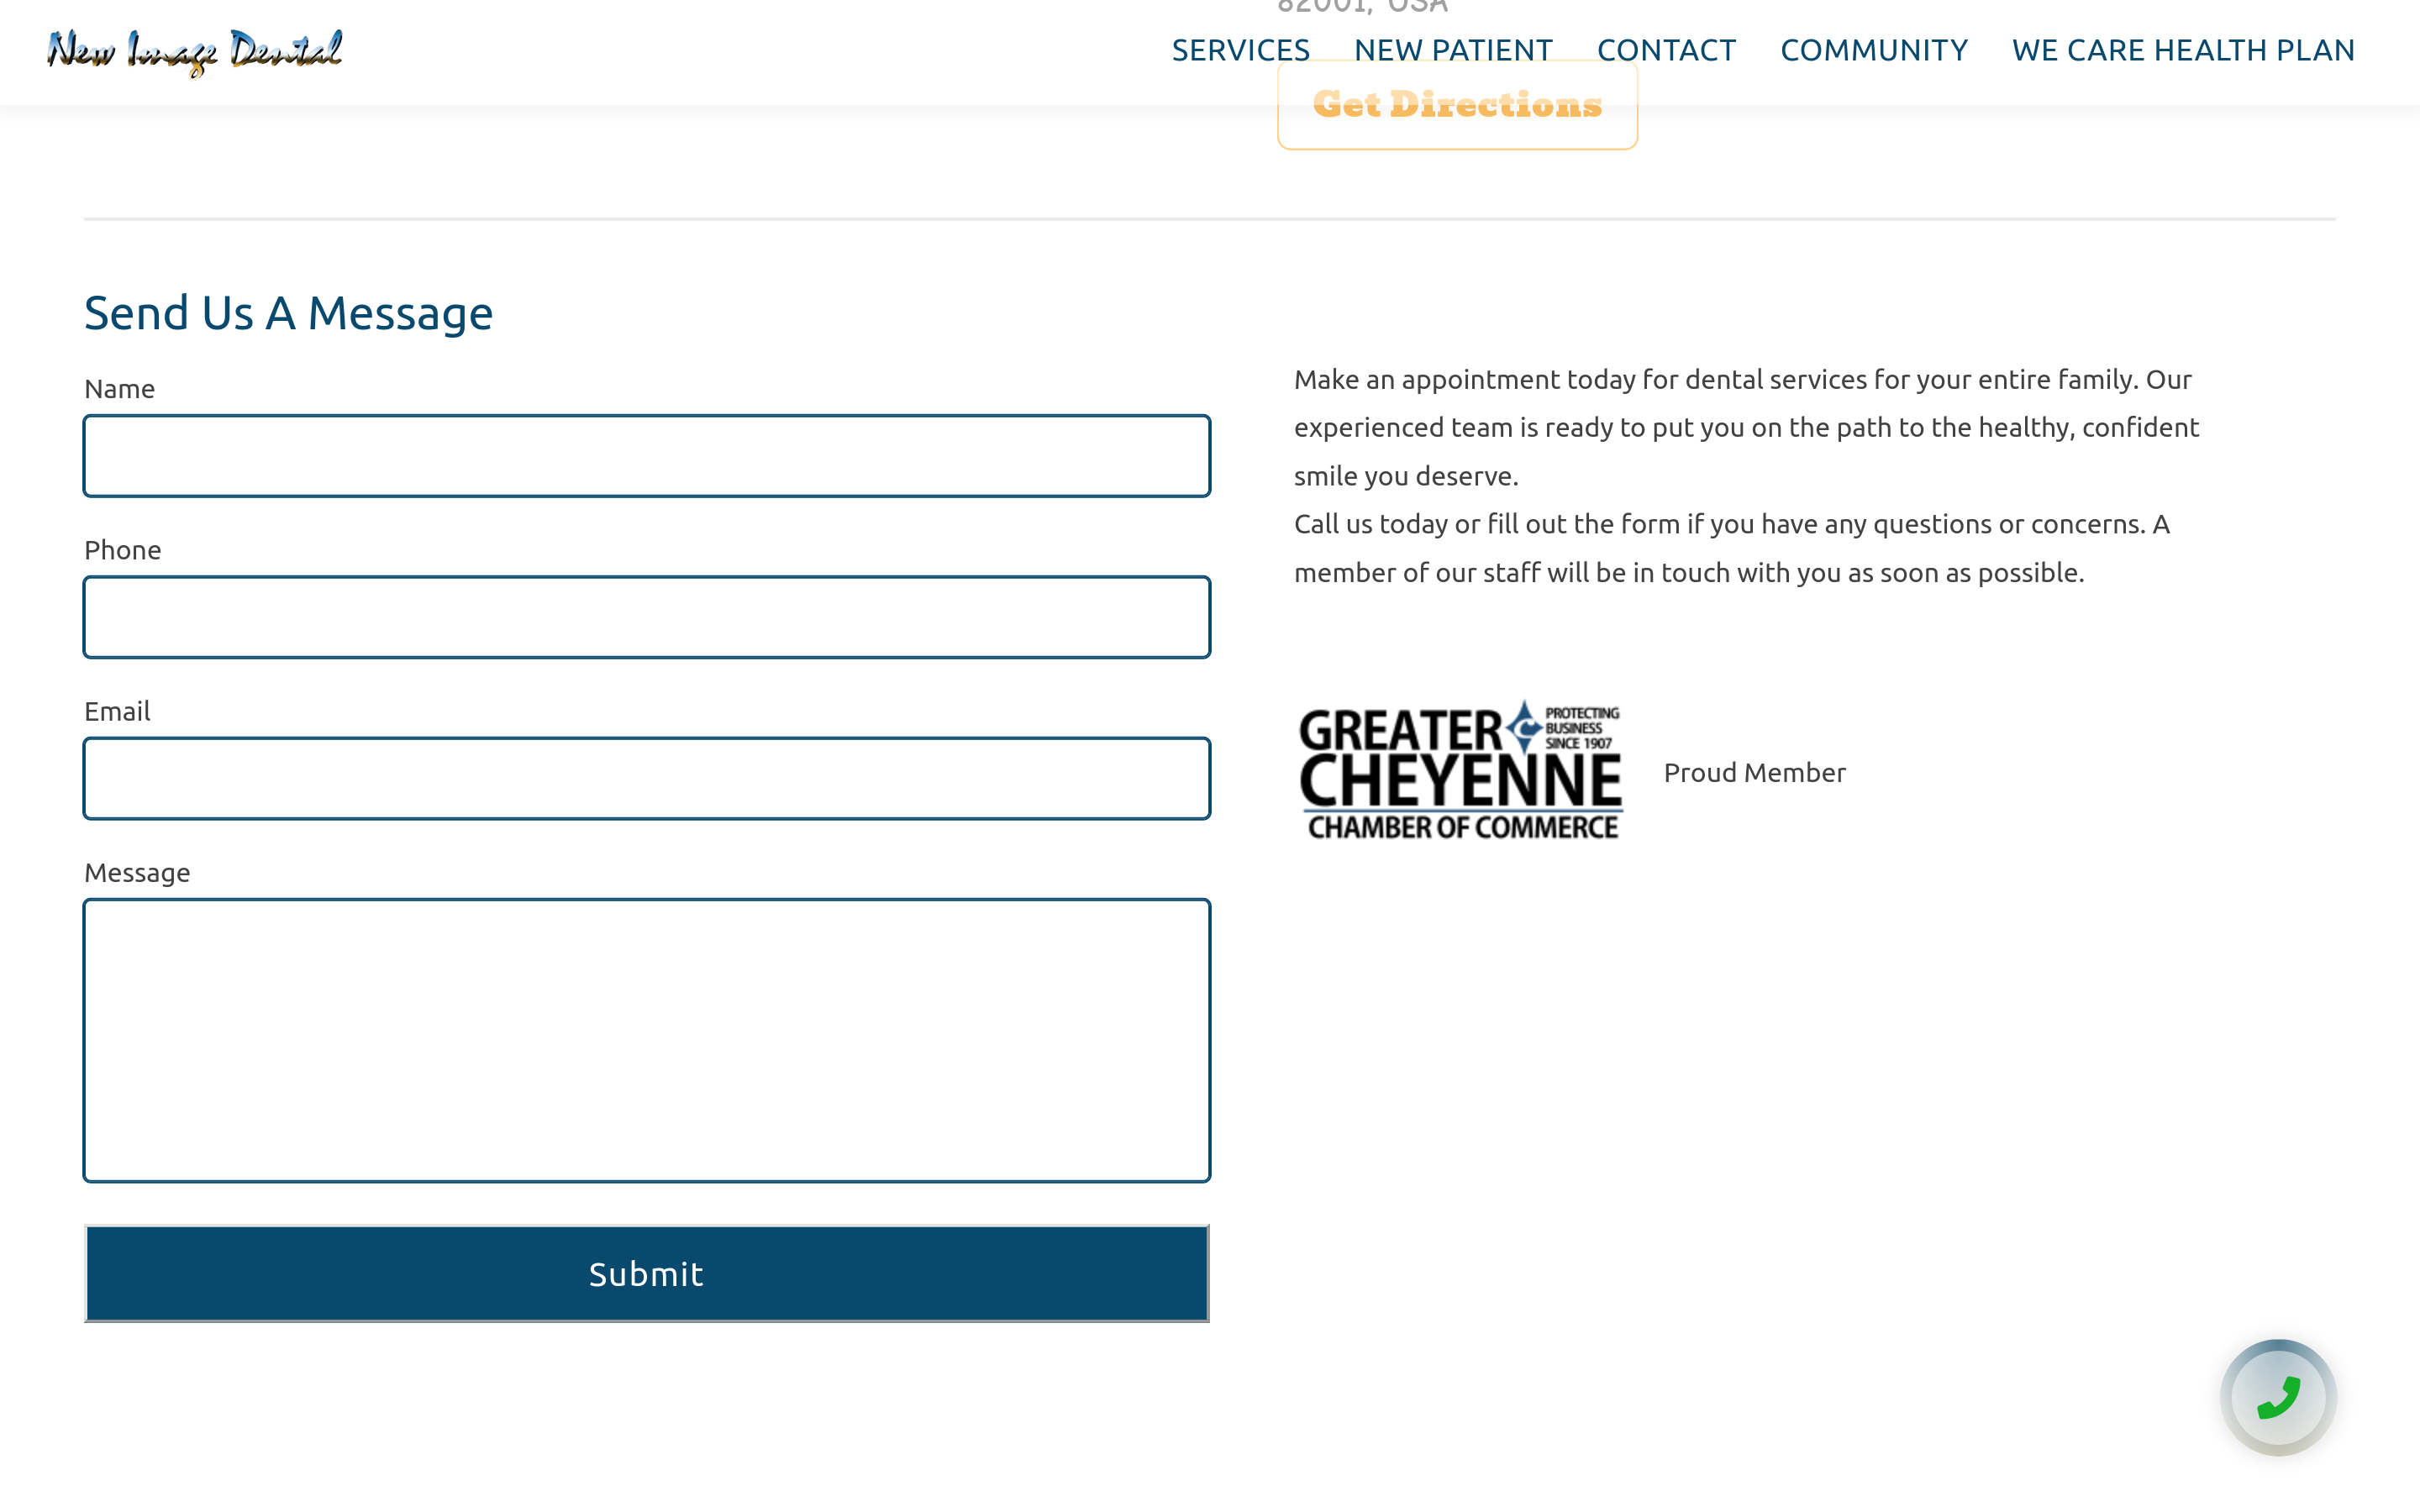 82001, USA
New Image Dental
SERVICES NEW PATIENT CONTACT COMMUNITY WE CARE HEALTH PLAN
Get Directions
Send Us A Message
Name
Phone
Email
Message
Submit
Make an appointment today for dental services for your entire family. Our
experienced team is ready to put you on the path to the healthy, confident
smile you deserve.
Call us today or fill out the form if you have any questions or concerns. A
member of our staff will be in touch with you as soon as possible.
GREATER
PROTECTING
BUSINESS
SINCE 1907
CHEYENNE
CHAMBER OF COMMERCE
Proud Member